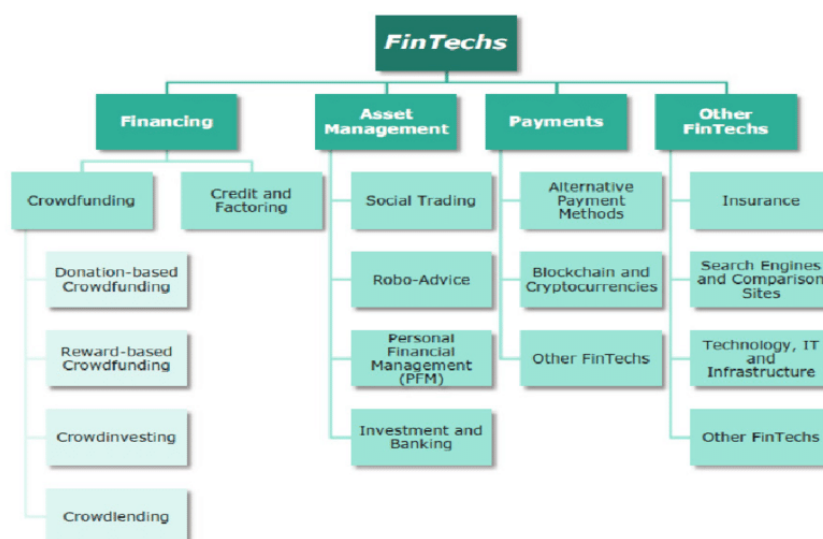 FinTechs
Financing
Asset
Management
Payments
Other
FinTechs
Crowdfunding
Credit and
Factoring
Social Trading
Alternative
Payment
Methods
Insurance
Donation-based
Crowdfunding
Robo-Advice
Blockchain and
Cryptocurrencies
Search Engines
and Comparison
Sites
Reward-based
Crowdfunding
Personal
Financial
Management
(PFM)
Other FinTechs
Technology, IT
and
Infrastructure
Crowdinvesting
Investment and
Banking
Other FinTechs
Crowdlending